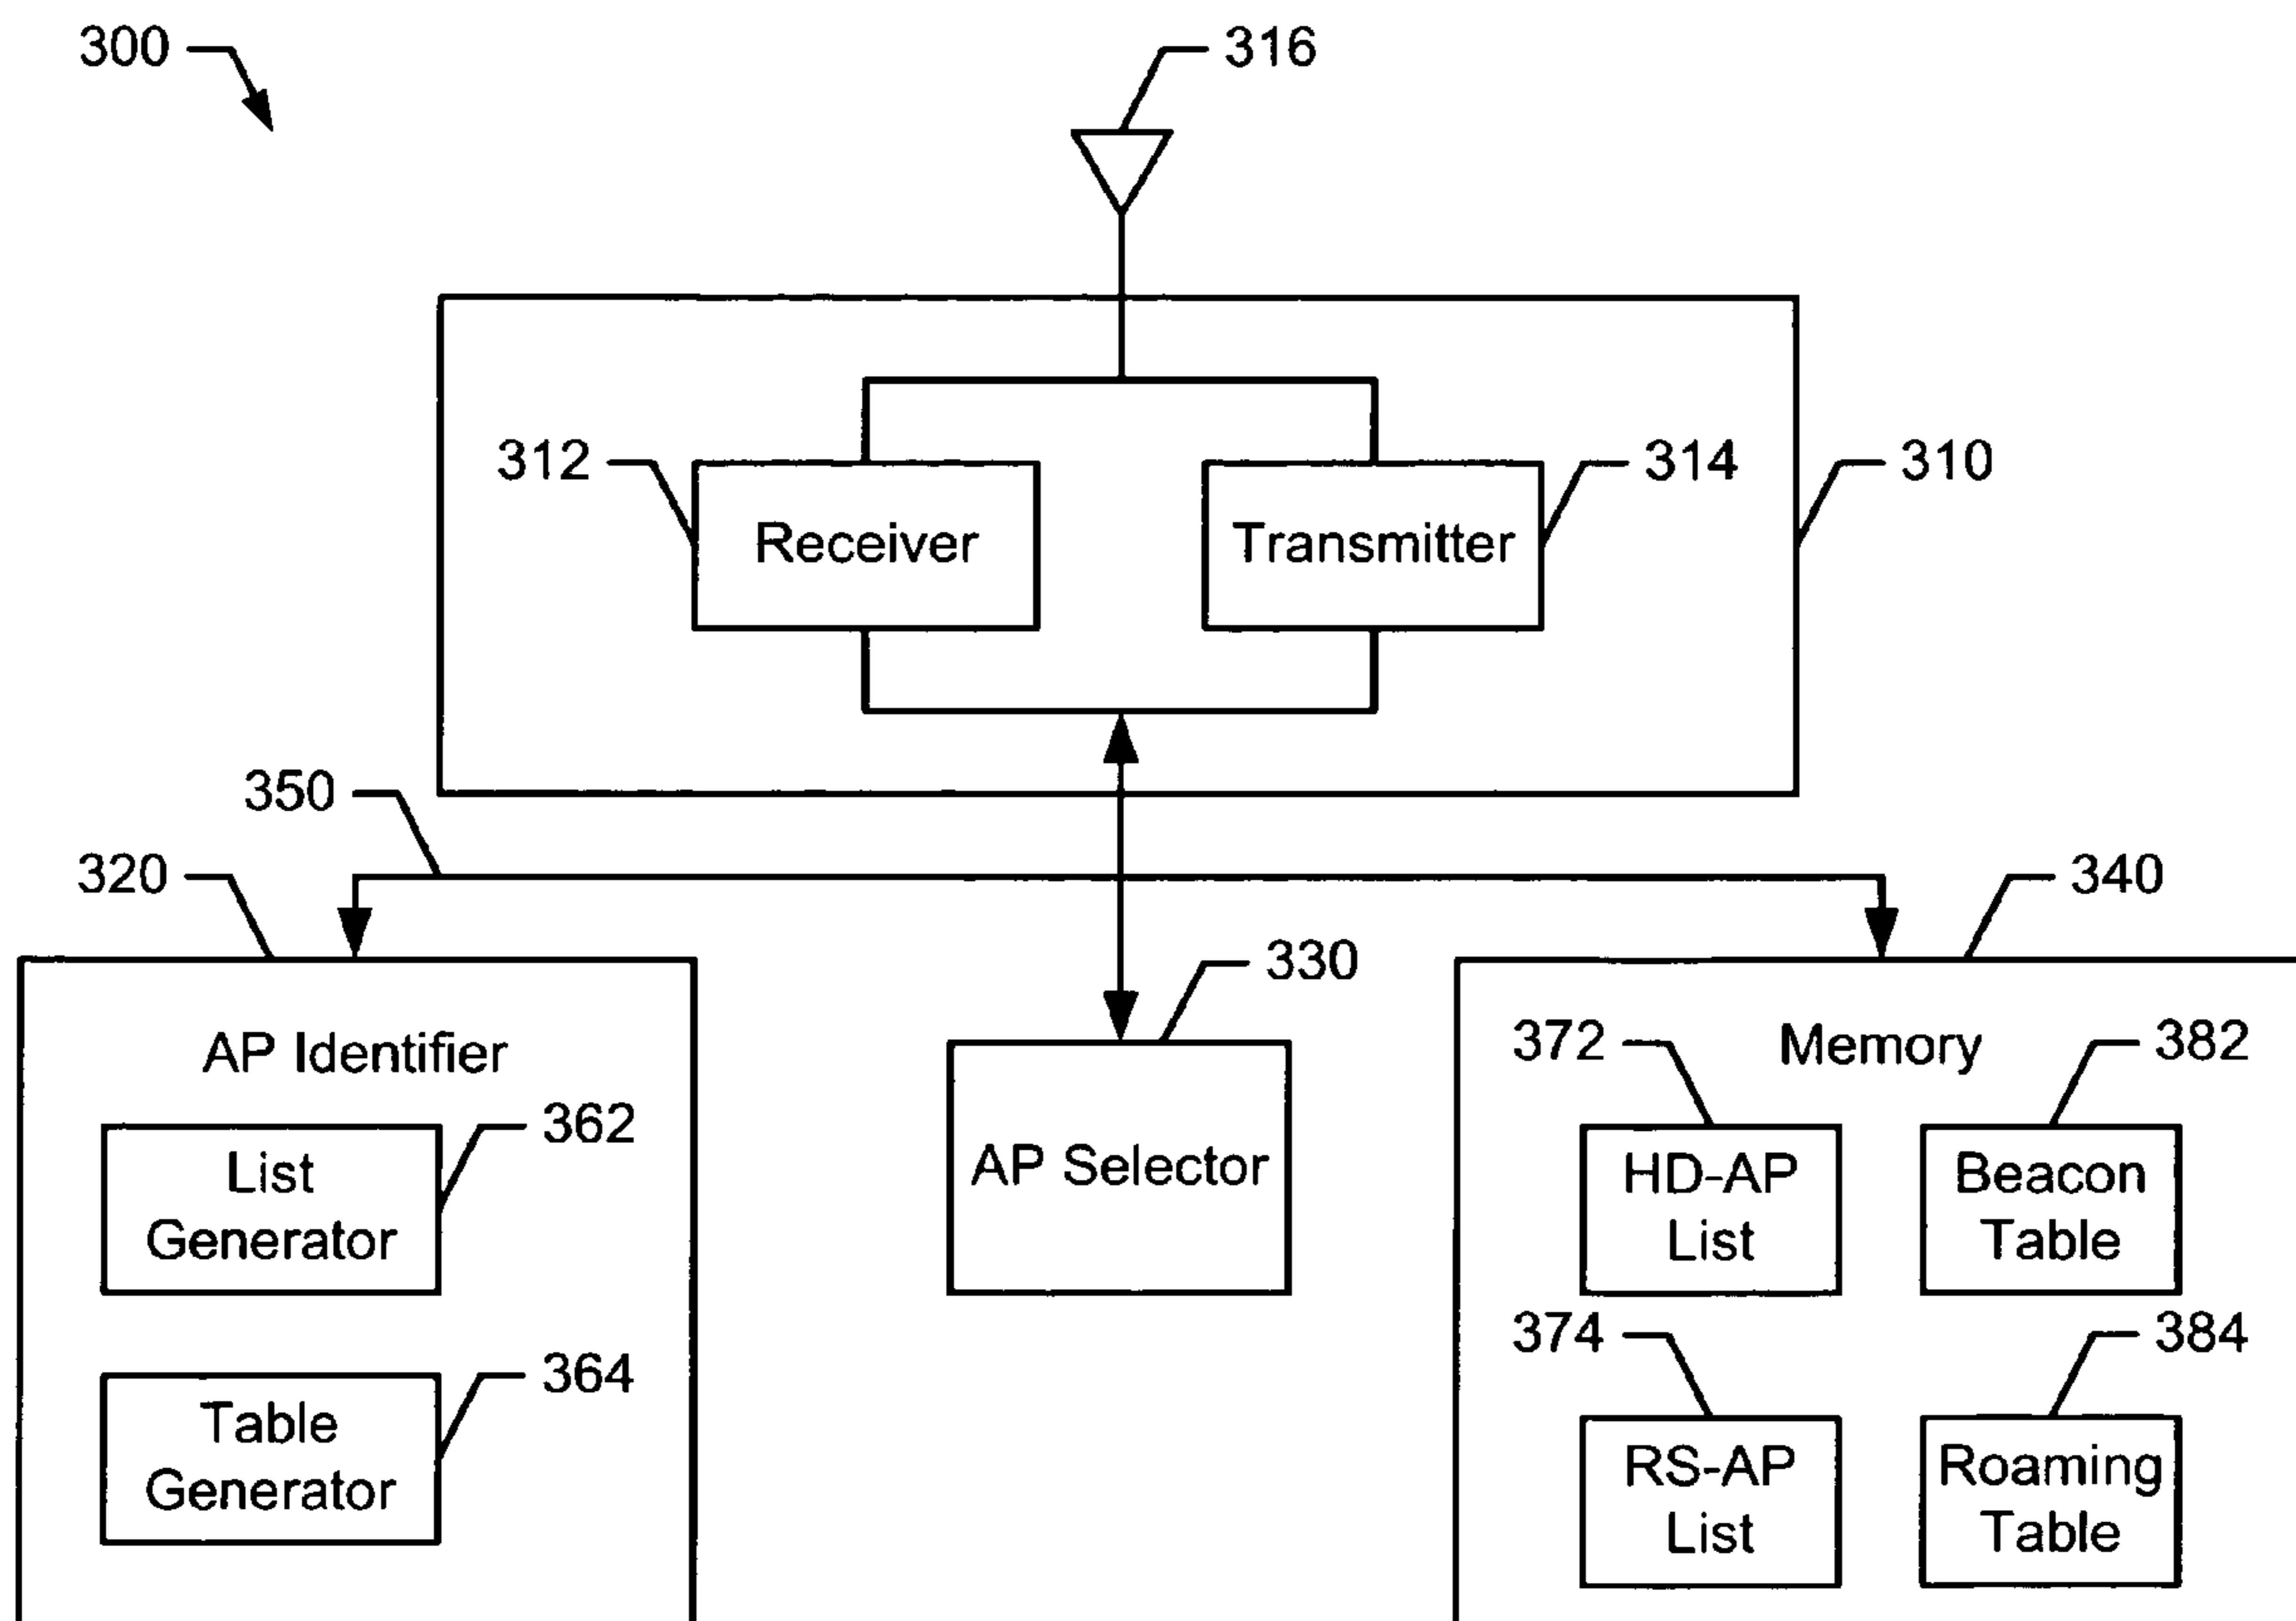 300
316
312
Receiver
Transmitter
314
310
350
320
340
330
AP Identifier
362
List
Generator
364
Table
Generator
AP Selector
Memory
372
HD-AP
List
382
Beacon
Table
374
RS-AP
List
384
Roaming
Table